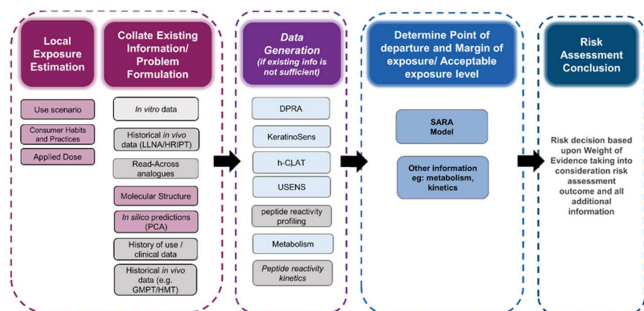 Local
Exposure
Estimation
Use scenario
Consumer Habits
and Practices
Applied Dose
Collate Existing
Information/
Problem
Formulation
In vitro data
Historical in vivo
data (LLNA/HRIPT)
Read-Across
analogues
Molecular Structure
In silico predictions
(PCA)
History of use /
clinical data
Historical in vivo
data (e.g.
GMPT/HMT)
Data
Generation
(if existing info is
not sufficient)
DPRA
KeratinoSens
h-CLAT
USENS
peptide reactivity
profiling
Metabolism
Peptide reactivity
kinetics
Determine Point of
departure and Margin of
exposure/ Acceptable
exposure level
SARA
Model
Other information
eg: metabolism,
kinetics
Risk
Assessment
Conclusion
Risk decision based
upon Weight of
Evidence taking into
consideration risk
assessment
outcome and all
additional
information